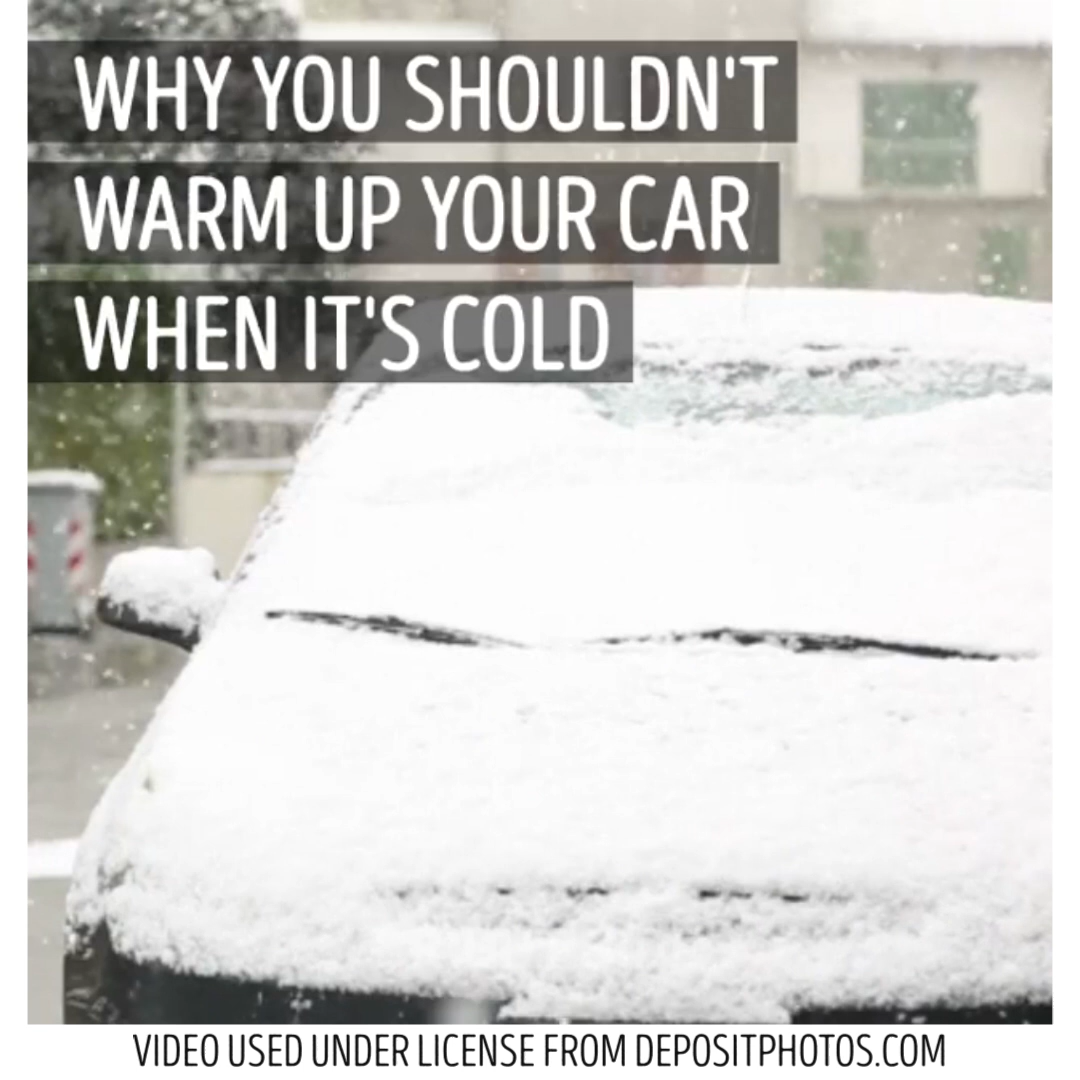 WHY YOU SHOULDN'T
WARM UP YOUR CAR
WHEN IT'S COLD
VIDEO USED UNDER LICENSE FROM DEPOSITPHOTOS.COM